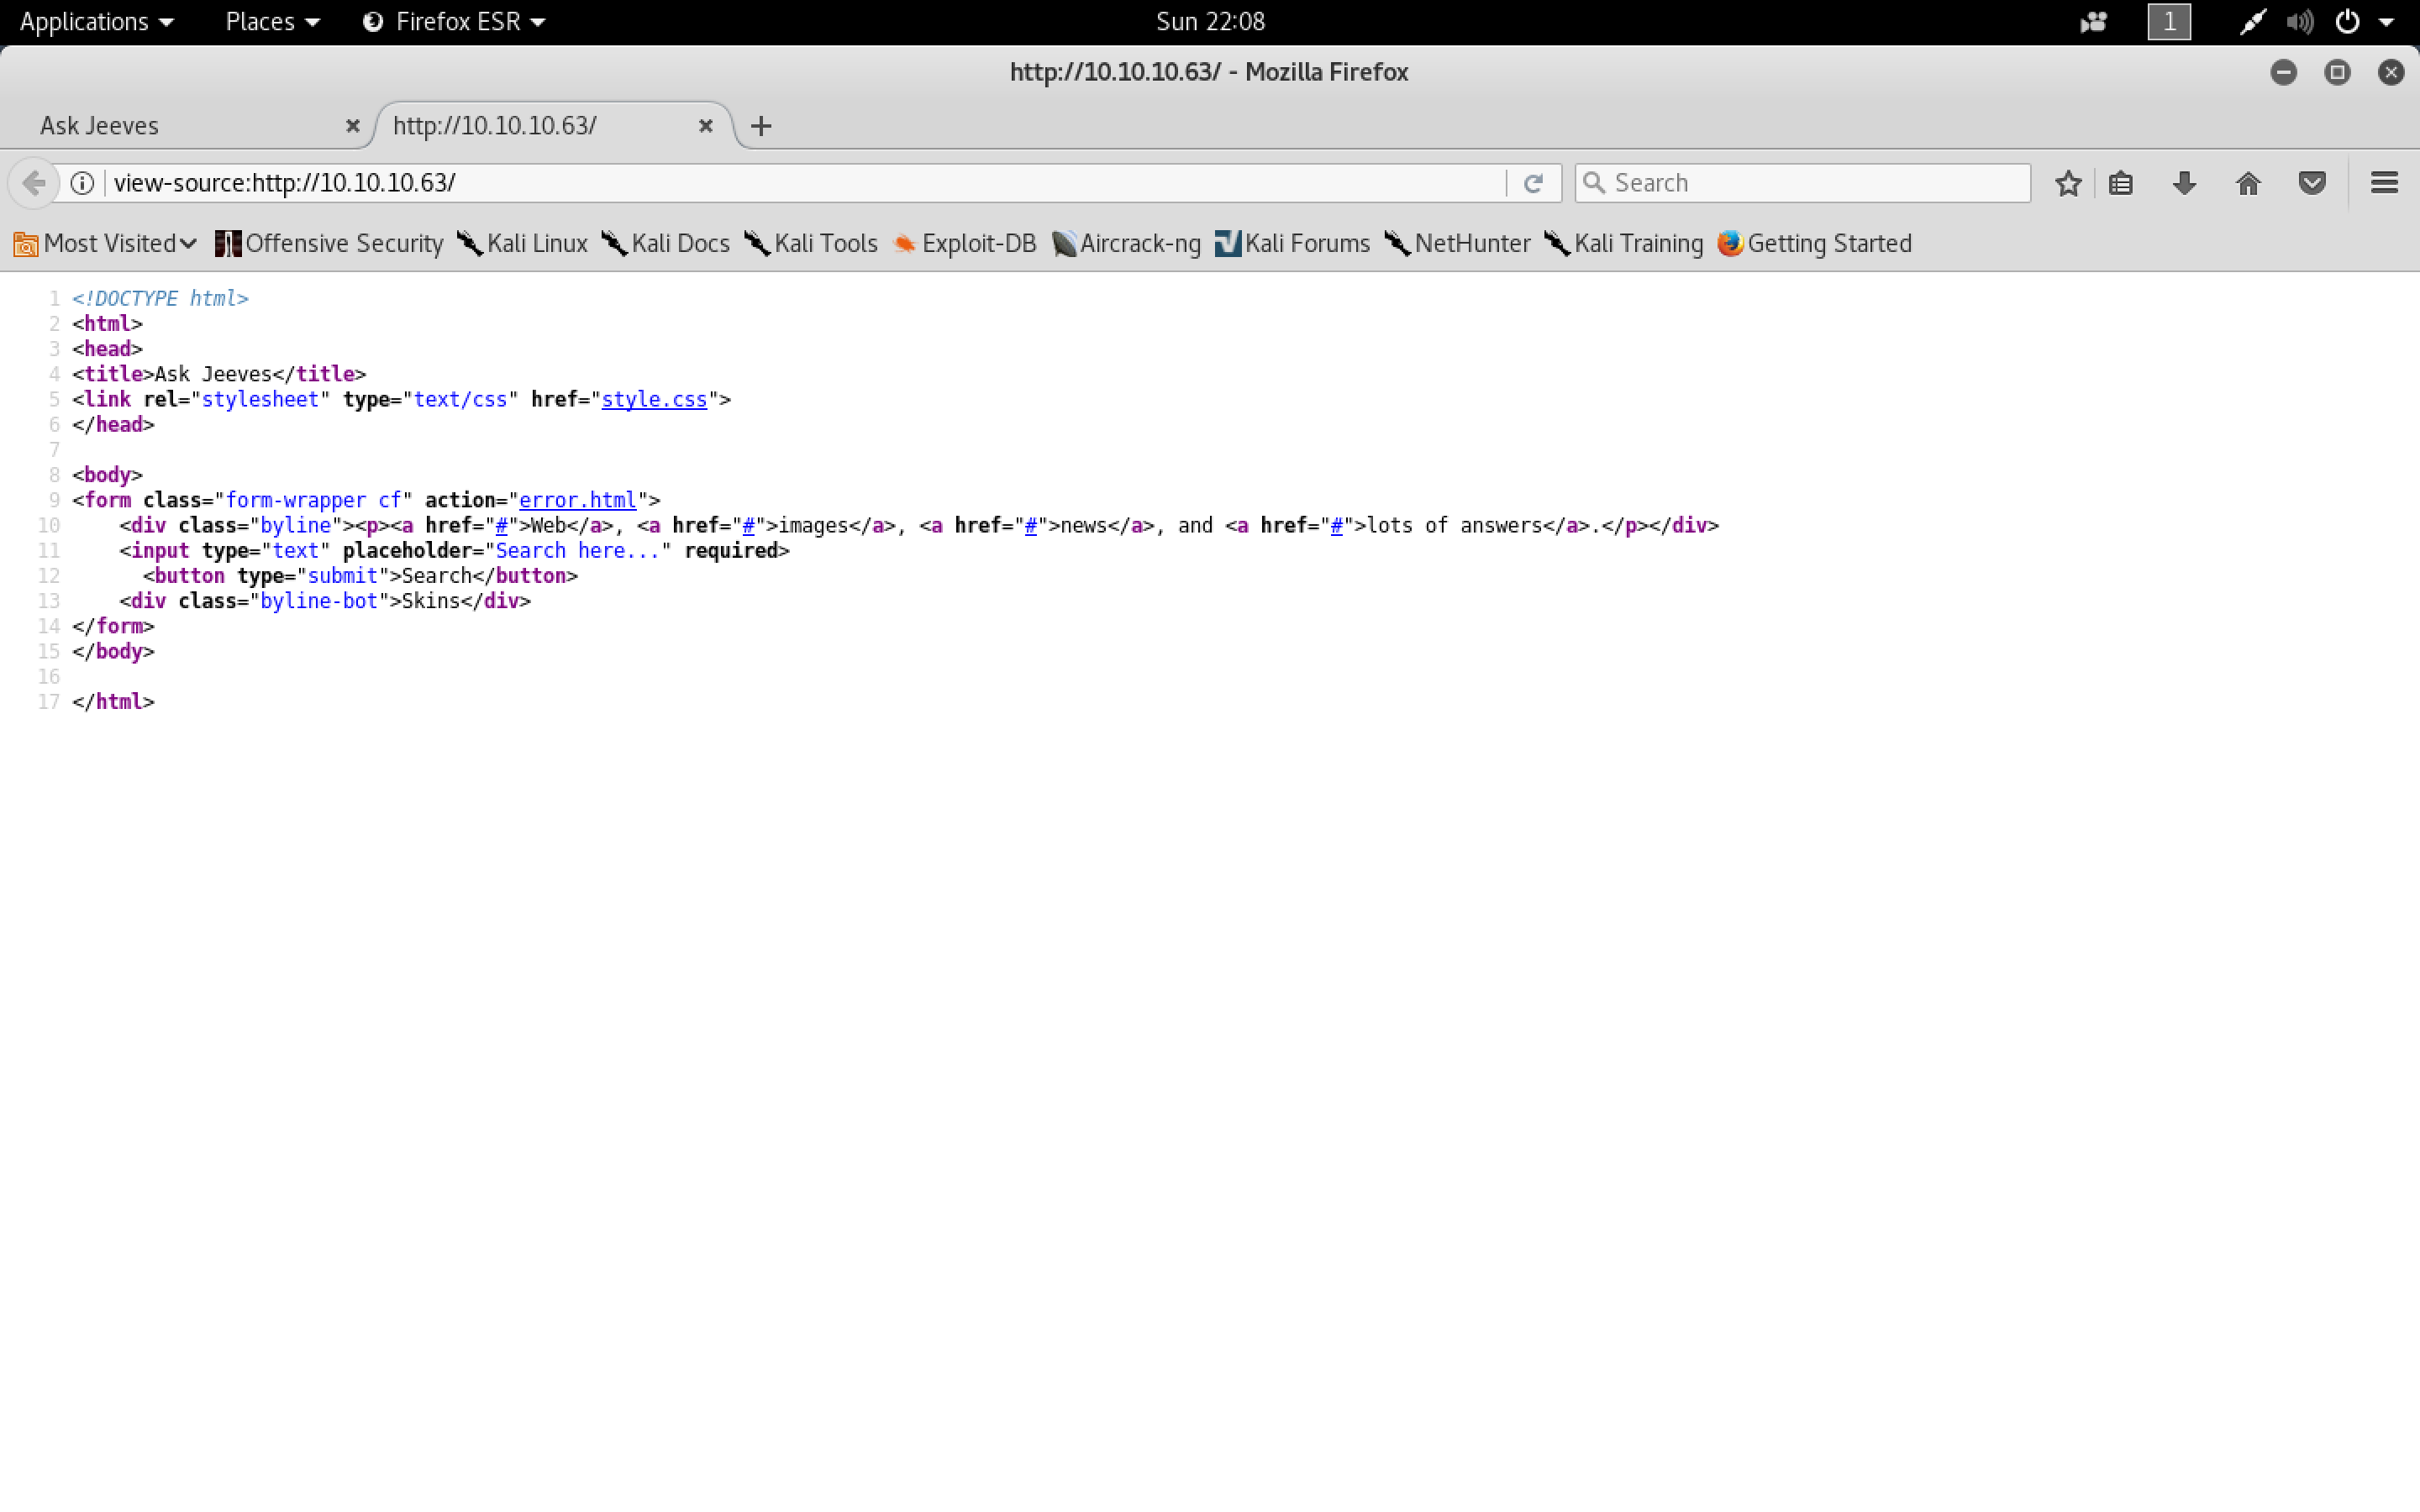 Applications Places Firefox ESR Sun 22:08 1
http://10.10.10.63/ - Mozilla Firefox
Ask Jeeves http://10.10.10.63/
view-source:http://10.10.10.63/ Search
Most Visited Offensive Security Kali Linux Kali Docs Kali Tools Exploit-DB Aircrack-ng Kali Forums NetHunter Kali Training Getting Started
1 <!DOCTYPE html>
2 <html>
3 <head>
4 <title>Ask Jeeves</title>
5 <link rel="stylesheet" type="text/css" href="style.css">
6 </head>
7
8 <body>
9 <form class="form-wrapper cf" action="error.html">
10     <div class="byline"><p><a href="#">Web</a>, <a href="#">images</a>, <a href="#">news</a>, and <a href="#">lots of answers</a>.</p></div>
11     <input type="text" placeholder="Search here..." required>
12       <button type="submit">Search</button>
13     <div class="byline-bot">Skins</div>
14 </form>
15 </body>
16
17 </html>